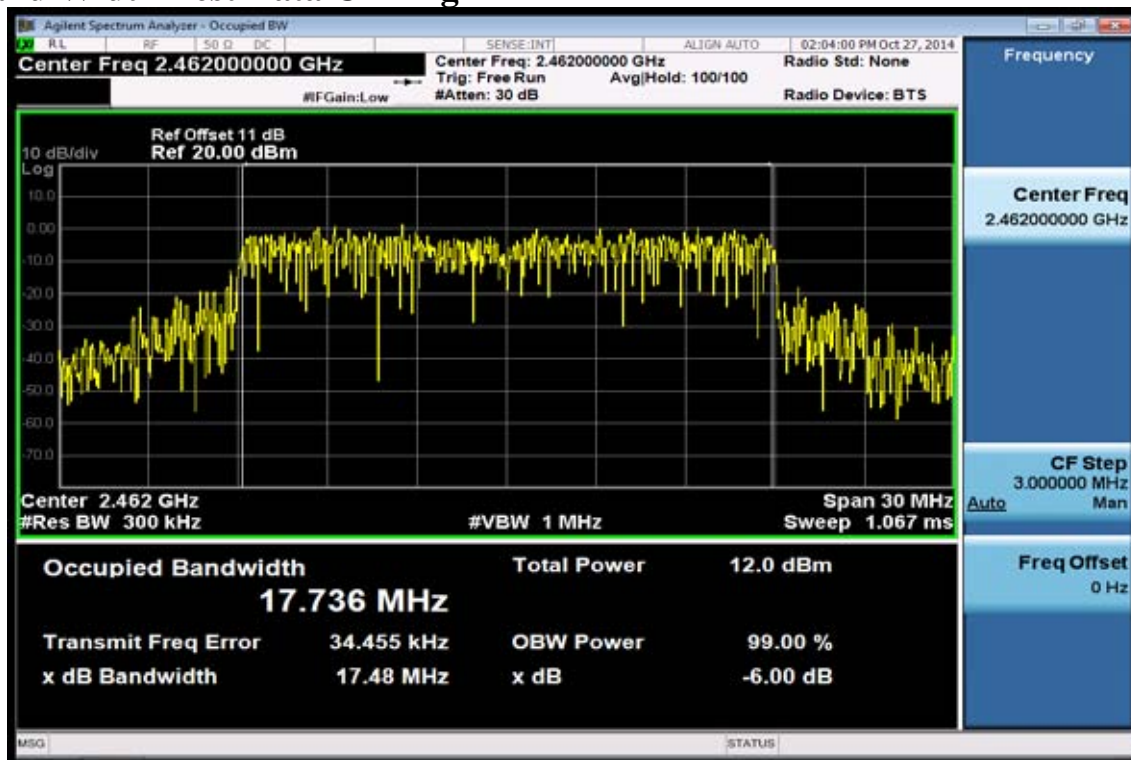 Agilent Spectrum Analyzer - Occupied BW
RL RF 50 Ω DC SENSE:INT ALIGN AUTO 02:04:00 PM Oct 27, 2014
Center Freq 2.462000000 GHz
Center Freq: 2.462000000 GHz
Radio Std: None
Trig: Free Run Avg|Hold: 100/100
#IFGain:Low
#Atten: 30 dB
Radio Device: BTS
Ref Offset 11 dB
10 dB/div Ref 20.00 dBm
Log
10.0
0.00
-10.0
-20.0
-30.0
-40.0
-50.0
-60.0
-70.0
Center 2.462 GHz
Span 30 MHz
#Res BW 300 kHz
#VBW 1 MHz
Sweep 1.067 ms
Occupied Bandwidth
17.736 MHz
Total Power 12.0 dBm
Transmit Freq Error 34.455 kHz
OBW Power 99.00 %
x dB Bandwidth 17.48 MHz
x dB -6.00 dB
Frequency
Center Freq
2.462000000 GHz
CF Step
3.000000 MHz
Auto Man
Freq Offset
0 Hz
MSG STATUS